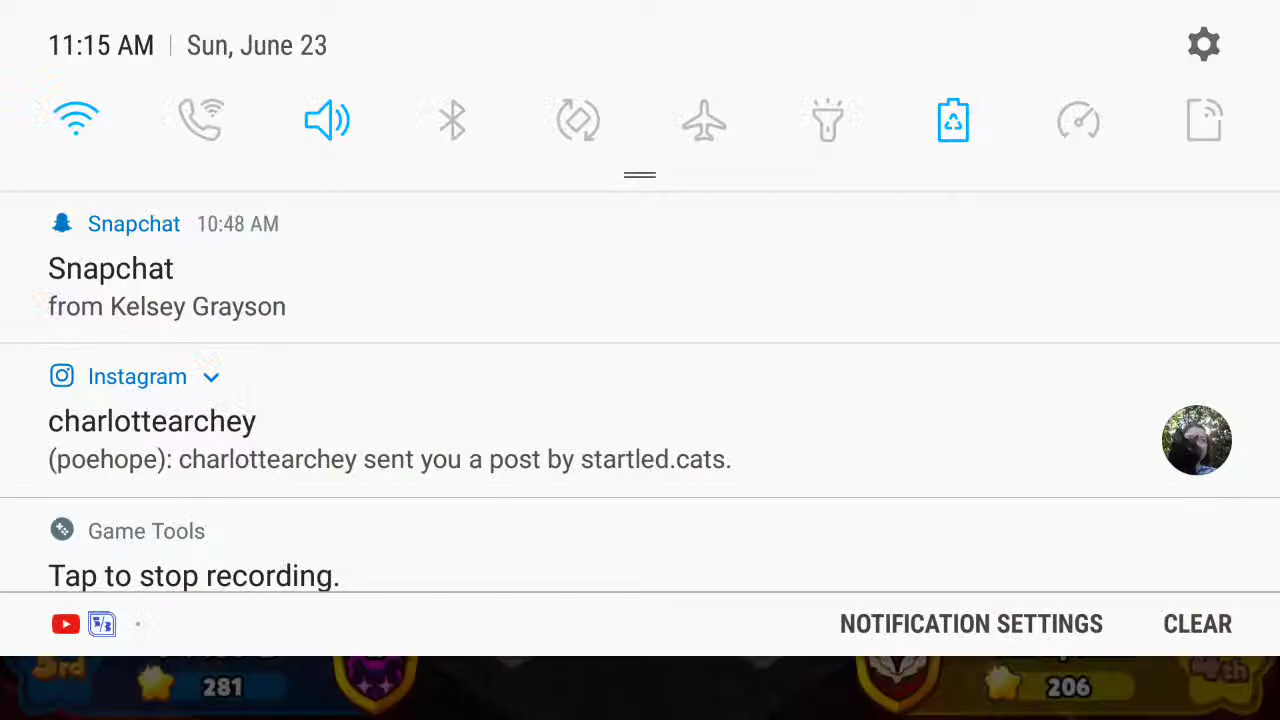 11:15 AM | Sun, June 23
Snapchat 10:48 AM
Snapchat
from Kelsey Grayson
Instagram
charlottearchey
(poehope): charlottearchey sent you a post by startled.cats.
Game Tools
Tap to stop recording.
NOTIFICATION SETTINGS CLEAR
3rd 281 206 4th